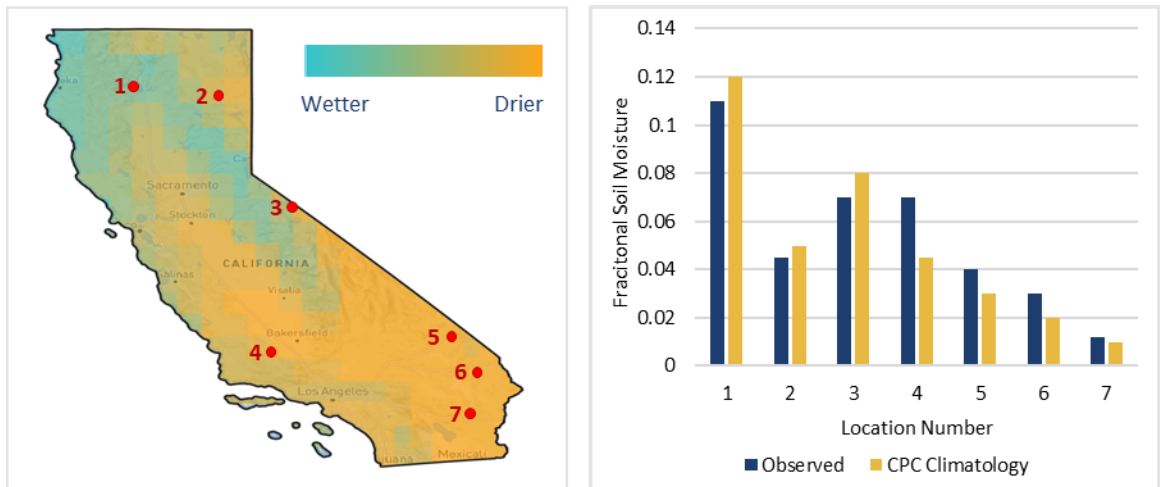 Wetter
Drier
1
2
3
4
5
6
7
Sacramento
Stockton
CALIFORNIA
Visalia
Bakersfield
Los Angeles
Mexicali
0.14
0.12
0.1
0.08
0.06
0.04
0.02
0
Fracitonal Soil Moisture
1 2 3 4 5 6 7
Location Number
Observed CPC Climatology